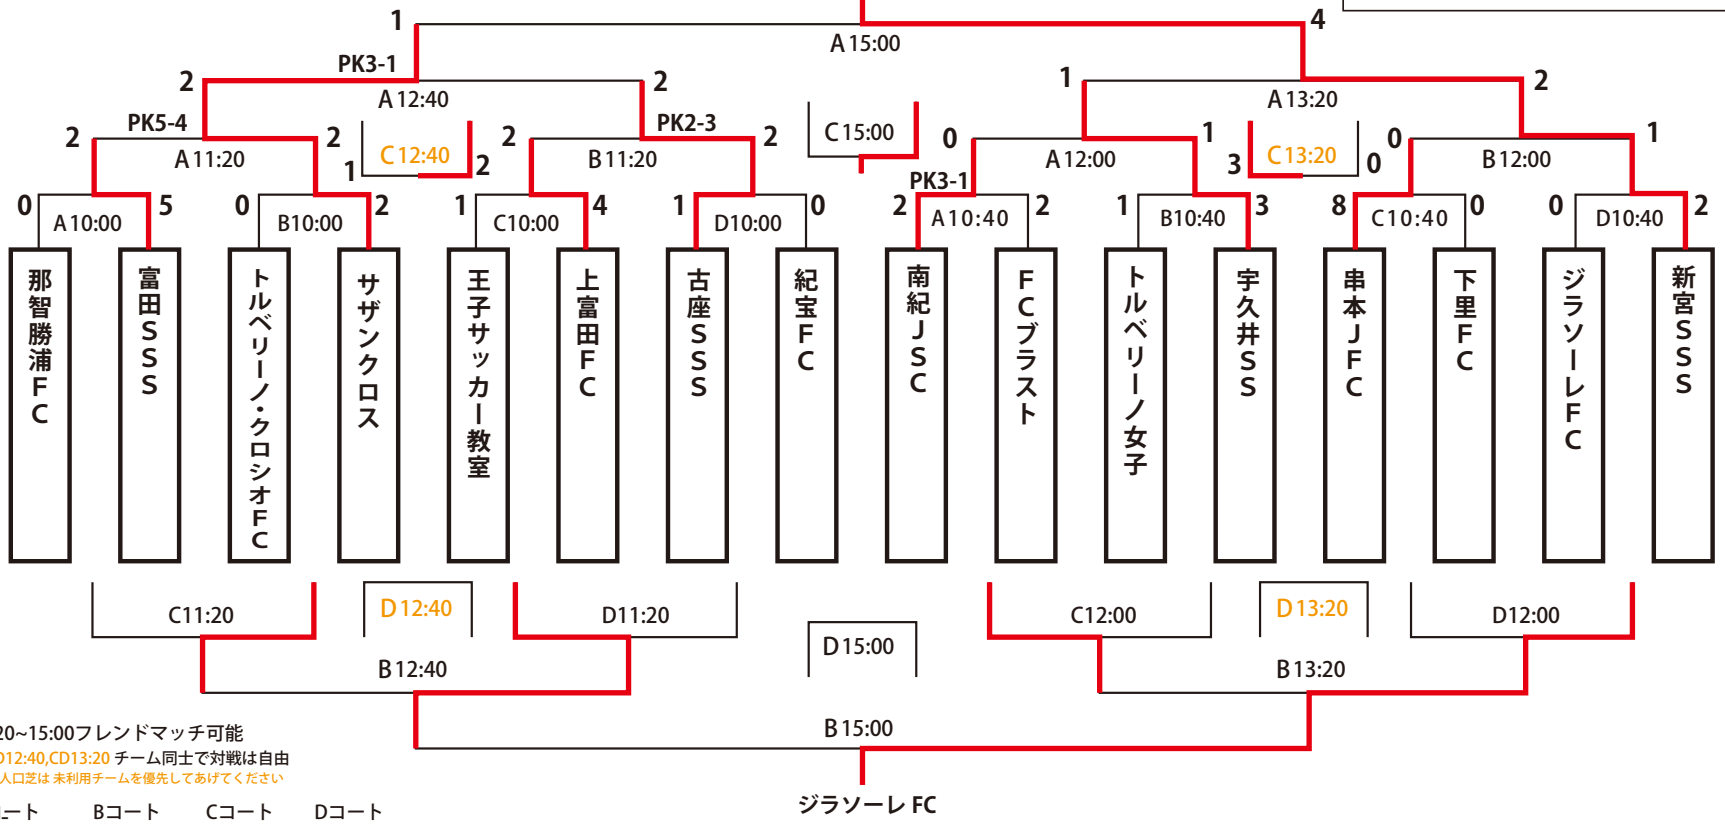 1 4
A 15:00
PK3-1
2 2 1 2
A 12:40 A 13:20
PK5-4 PK2-3 C 15:00
2 2 2 2 0 1 0 1
A 11:20 C 12:40 B 11:20 A 12:00 C 13:20 B 12:00
1 2 3 0
PK3-1
0 5 0 2 1 4 1 0 2 2 1 3 8 0 0 2
A 10:00 B10:00 C10:00 D10:00 A 10:40 B10:40 C10:40 D10:40
那智勝浦FC
富田SSS
トルベリーノ・クロシオFC
サザンクロス
王子サッカー教室
上富田FC
古座SSS
紀宝FC
南紀JSC
FCブラスト
トルベリーノ女子
宇久井SS
串本JFC
下里FC
ジラソーレFC
新宮SSS
C11:20 D 12:40 D11:20 C12:00 D 13:20 D12:00
D 15:00
B 12:40 B 13:20
B 15:00
20~15:00フレンドマッチ可能
D12:40,CD13:20 チーム同士で対戦は自由
人口芝は 未利用チームを優先してあげてください
ジラソーレ FC
コート Bコート Cコート Dコート